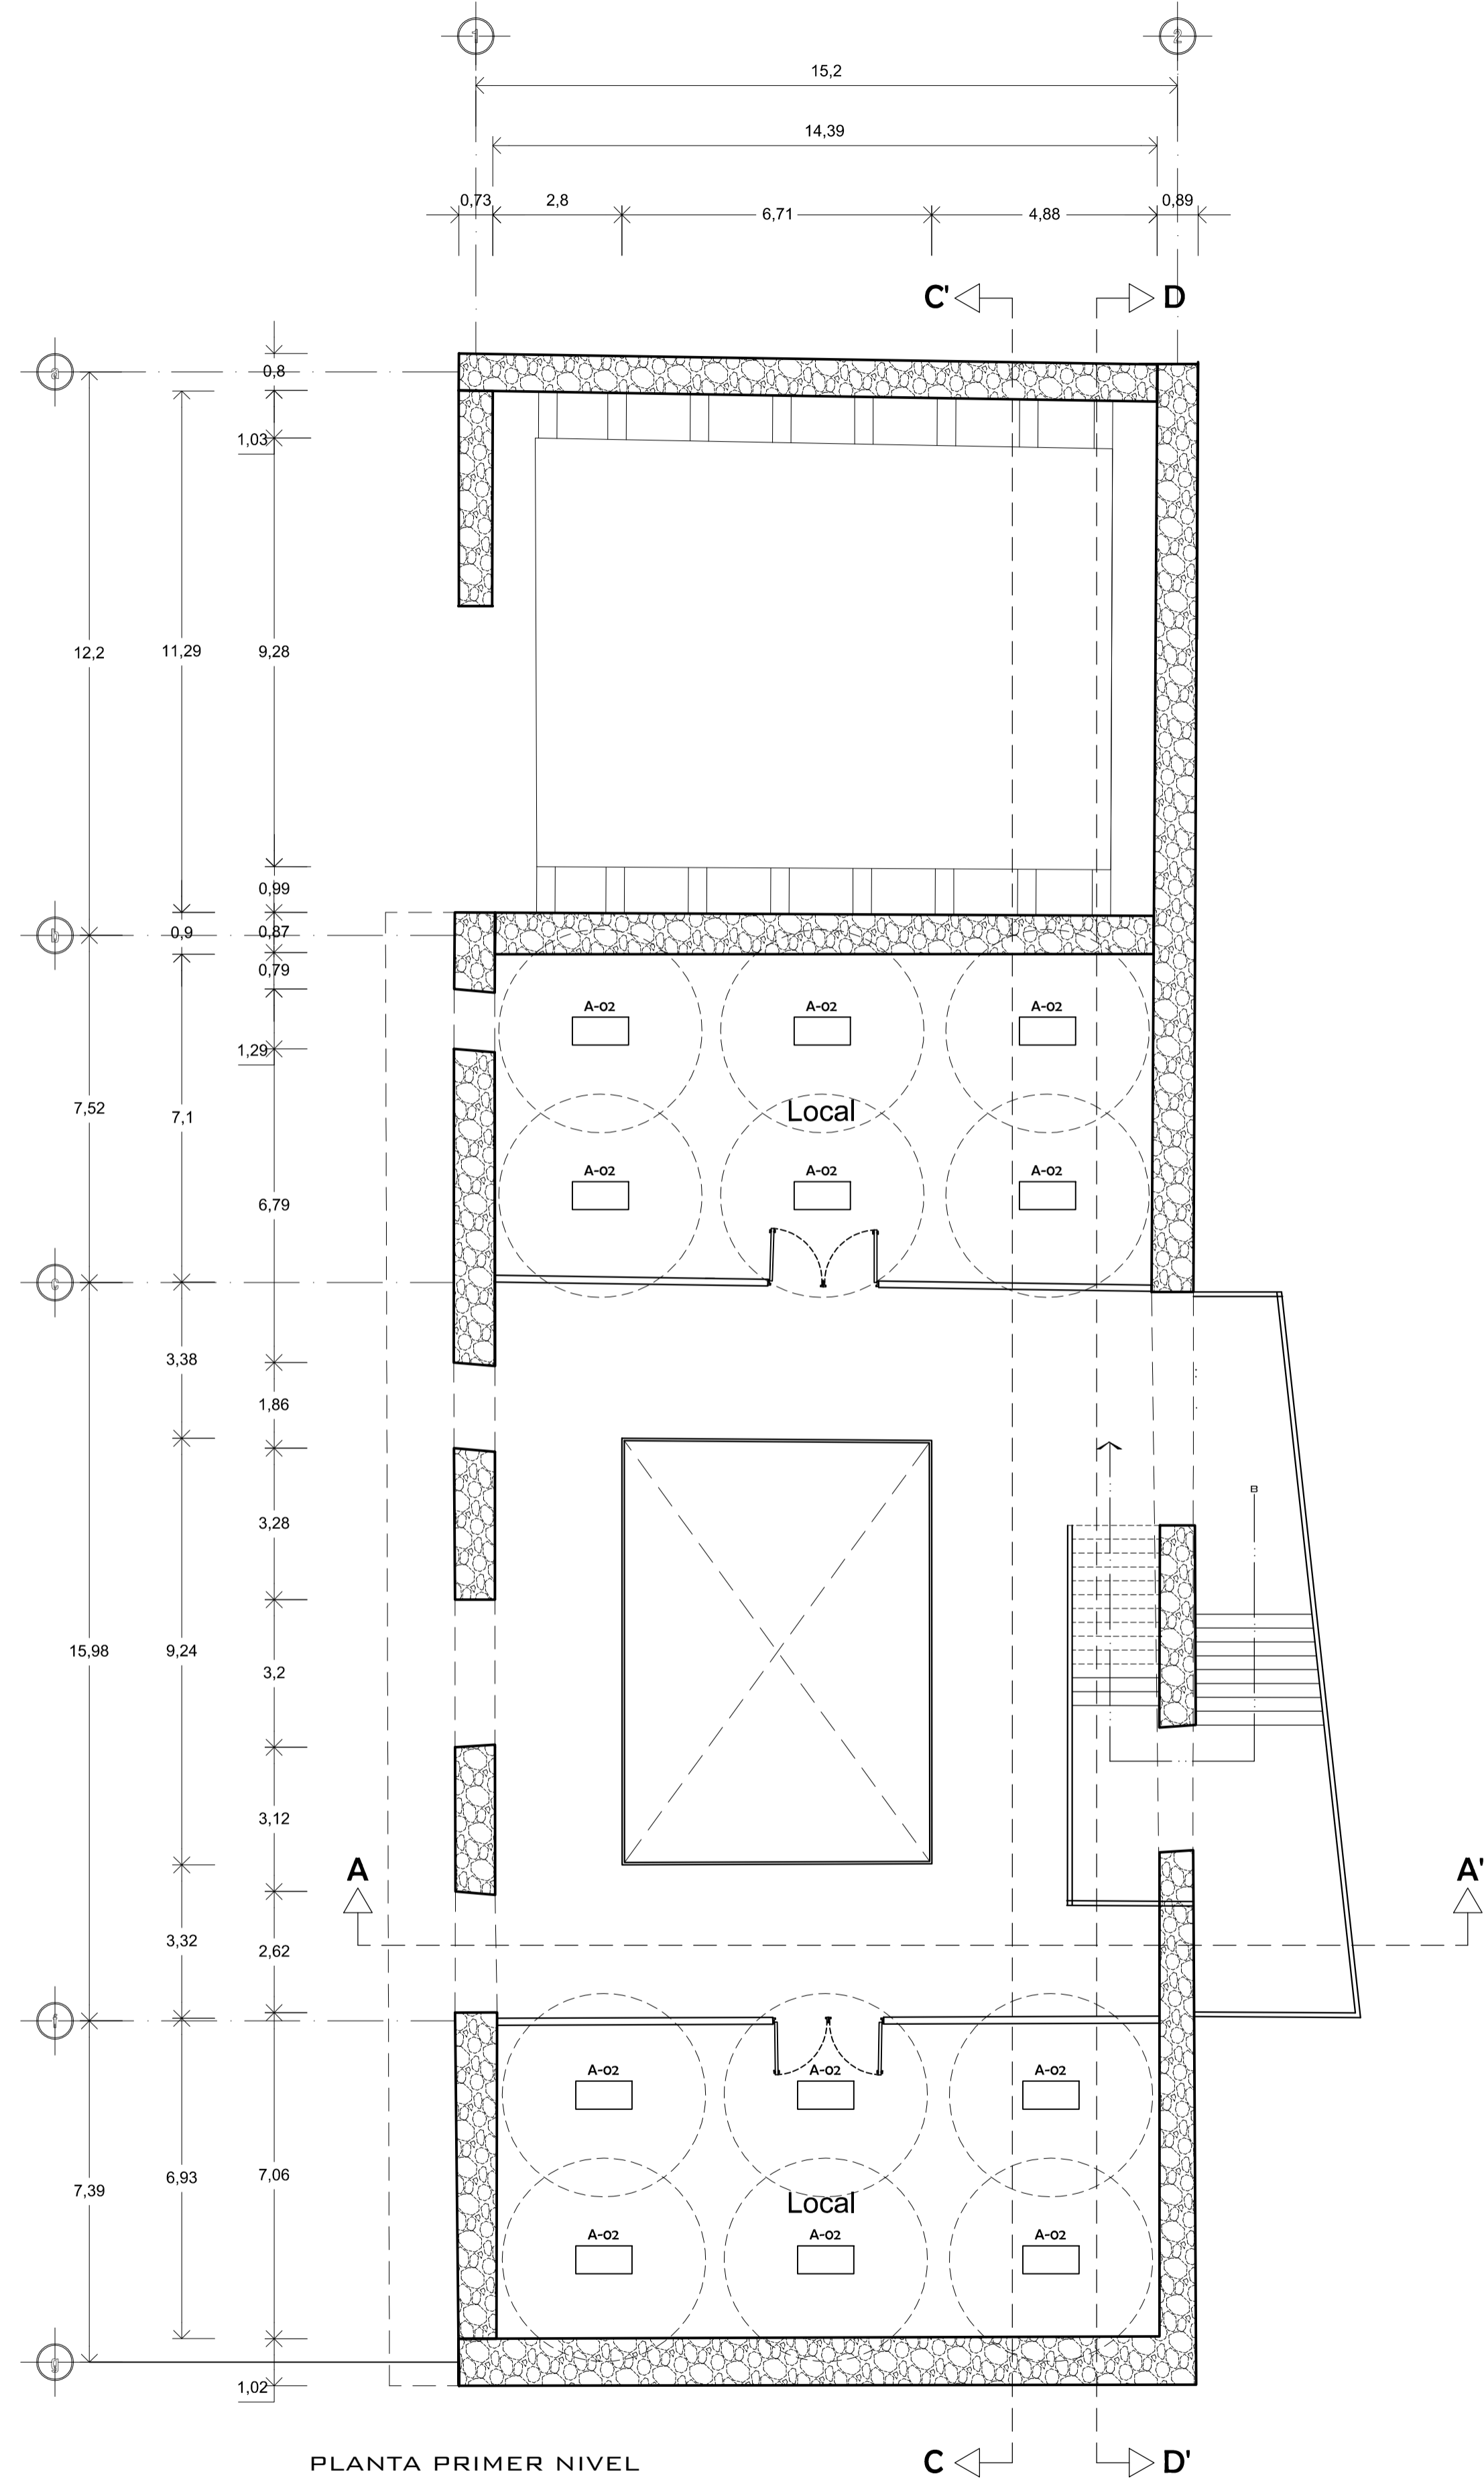 1 2
15,2
14,39
0,73 2,8 6,71 4,88 0,89
C' D
a
0,8
1,03
12,2 11,29 9,28
0,99
b 0,9 0,87
0,79
A-02 A-02 A-02
1,29
7,52 7,1 Local
A-02 A-02 A-02
6,79
c
3,38
1,86
B
3,28
15,98 9,24
3,2
3,12
A A'
3,32 2,62
f
A-02 A-02 A-02
7,39 6,93 7,06
Local
A-02 A-02 A-02
g
1,02
PLANTA PRIMER NIVEL C D'